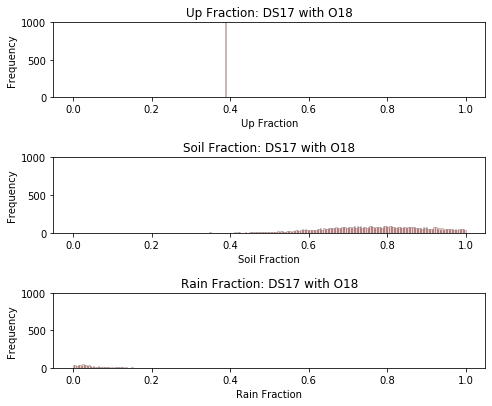 Up Fraction: DS17 with O18
1000
500
0
Frequency
0.0 0.2 0.4 0.6 0.8 1.0
Up Fraction
Soil Fraction: DS17 with O18
1000
500
0
Frequency
0.0 0.2 0.4 0.6 0.8 1.0
Soil Fraction
Rain Fraction: DS17 with O18
1000
500
0
Frequency
0.0 0.2 0.4 0.6 0.8 1.0
Rain Fraction